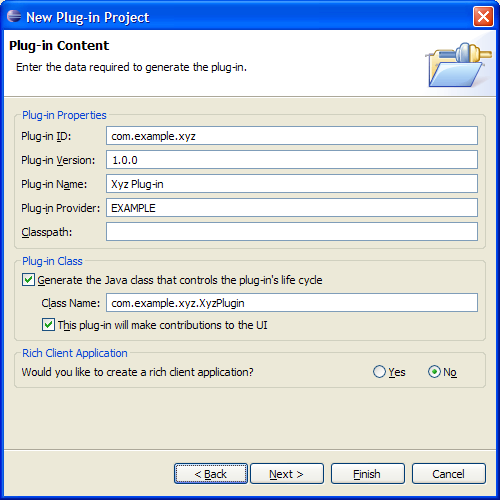 New Plug-in Project
Plug-in Content
Enter the data required to generate the plug-in.
Plug-in Properties
Plug-in ID: com.example.xyz
Plug-in Version: 1.0.0
Plug-in Name: Xyz Plug-in
Plug-in Provider: EXAMPLE
Classpath:
Plug-in Class
Generate the Java class that controls the plug-in's life cycle
Class Name: com.example.xyz.XyzPlugin
This plug-in will make contributions to the UI
Rich Client Application
Would you like to create a rich client application? Yes No
< Back Next > Finish Cancel